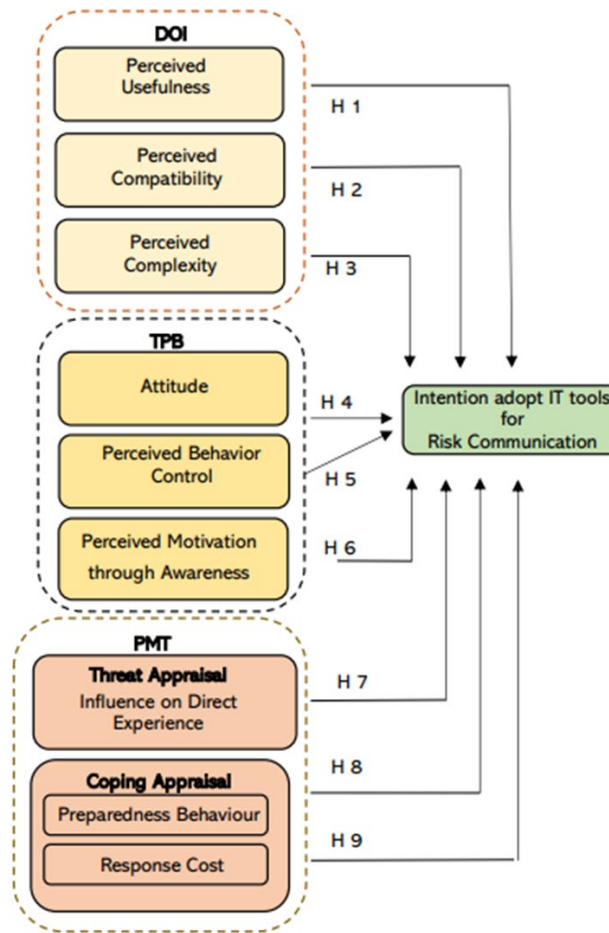 DOI
Perceived
Usefulness
H 1
Perceived
Compatibility
H 2
Perceived
Complexity
H 3
TPB
Attitude
H 4
Perceived Behavior
Control
H 5
Perceived Motivation
through Awareness
H 6
Intention adopt IT tools
for
Risk Communication
PMT
Threat Appraisal
Influence on Direct
Experience
H 7
Coping Appraisal
Preparedness Behaviour
H 8
Response Cost
H 9